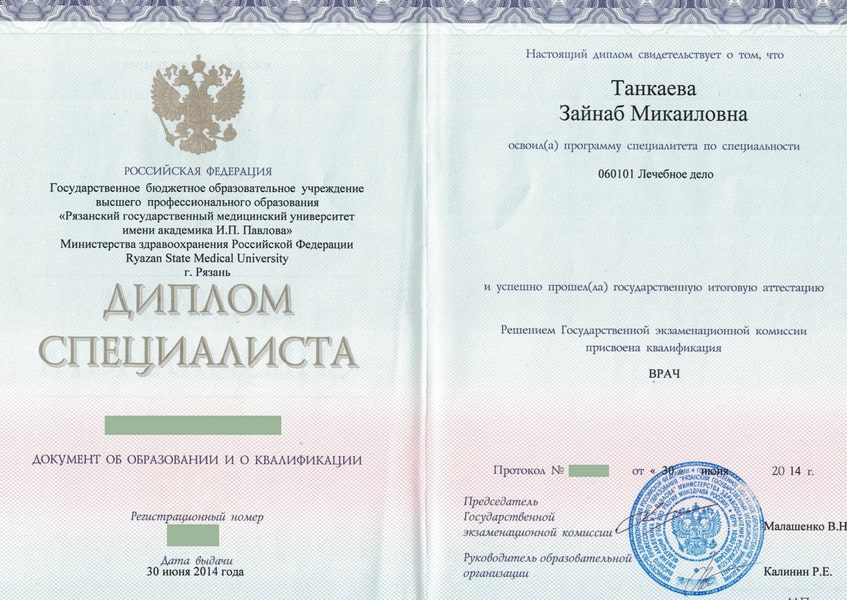 РОССИЙСКАЯ ФЕДЕРАЦИЯ
Государственное бюджетное образовательное учреждение
высшего профессионального образования
«Рязанский государственный медицинский университет
имени академика И.П. Павлова»
Министерства здравоохранения Российской Федерации
Ryazan State Medical University
г. Рязань
ДИПЛОМ
СПЕЦИАЛИСТА
ДОКУМЕНТ ОБ ОБРАЗОВАНИИ И О КВАЛИФИКАЦИИ
Регистрационный номер
Дата выдачи
30 июня 2014 года
Настоящий диплом свидетельствует о том, что
Танкаева
Зайнаб Микаиловна
освоил(а) программу специалитета по специальности
060101 Лечебное дело
и успешно прошел(ла) государственную итоговую аттестацию
Решением Государственной экзаменационной комиссии
присвоена квалификация
ВРАЧ
Протокол № от « 30 » июня 20 14 г.
Председатель
Государственной
экзаменационной комиссии
Малашенко В.Н
Руководитель образовательной
организации
Калинин Р.Е.